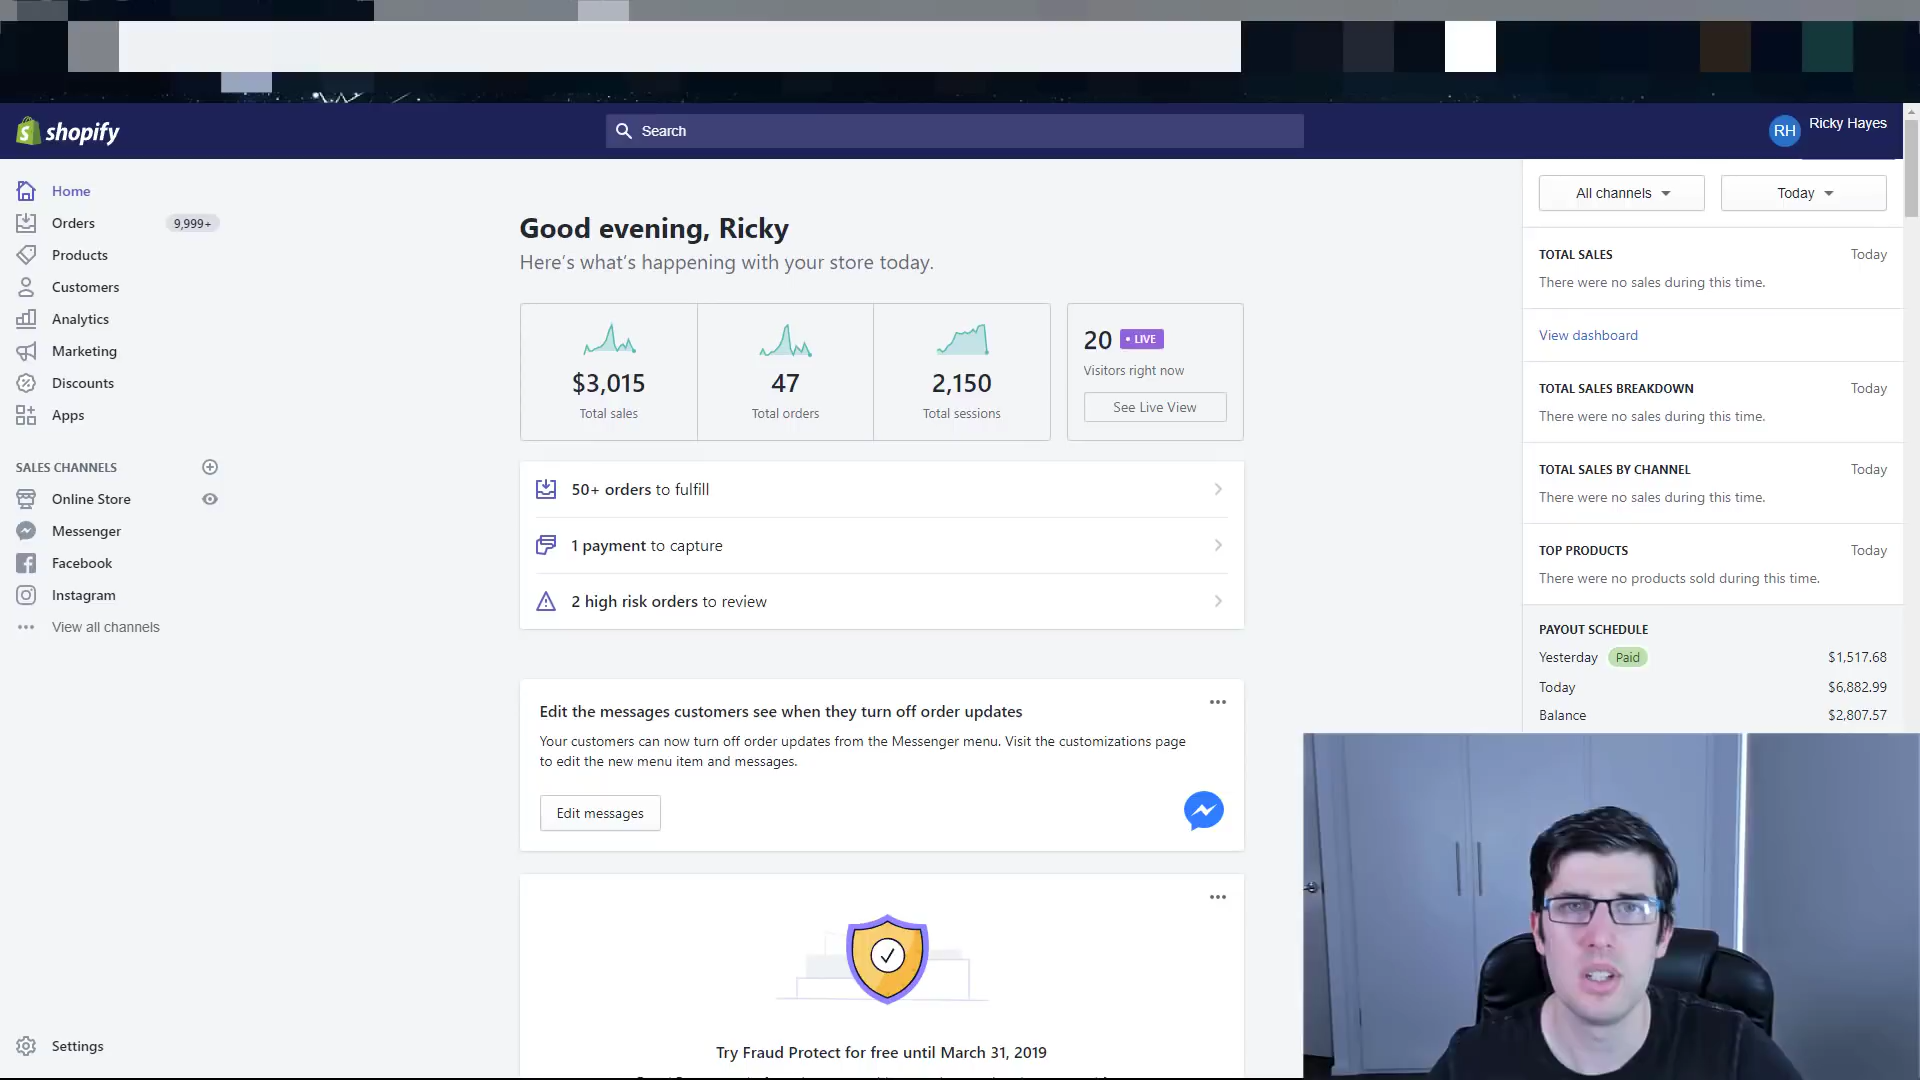 shopify
Search
RH
Ricky Hayes
Home
Orders
9,999+
Products
Customers
Analytics
Marketing
Discounts
Apps
SALES CHANNELS
Online Store
Messenger
Facebook
Instagram
View all channels
Settings
Good evening, Ricky
Here's what's happening with your store today.
$3,015
Total sales
47
Total orders
2,150
Total sessions
20 • LIVE
Visitors right now
See Live View
50+ orders to fulfill
1 payment to capture
2 high risk orders to review
Edit the messages customers see when they turn off order updates
Your customers can now turn off order updates from the Messenger menu. Visit the customizations page
to edit the new menu item and messages.
Edit messages
Try Fraud Protect for free until March 31, 2019
All channels
Today
TOTAL SALES Today
There were no sales during this time.
View dashboard
TOTAL SALES BREAKDOWN Today
There were no sales during this time.
TOTAL SALES BY CHANNEL Today
There were no sales during this time.
TOP PRODUCTS Today
There were no products sold during this time.
PAYOUT SCHEDULE
Yesterday Paid $1,517.68
Today $6,882.99
Balance $2,807.57